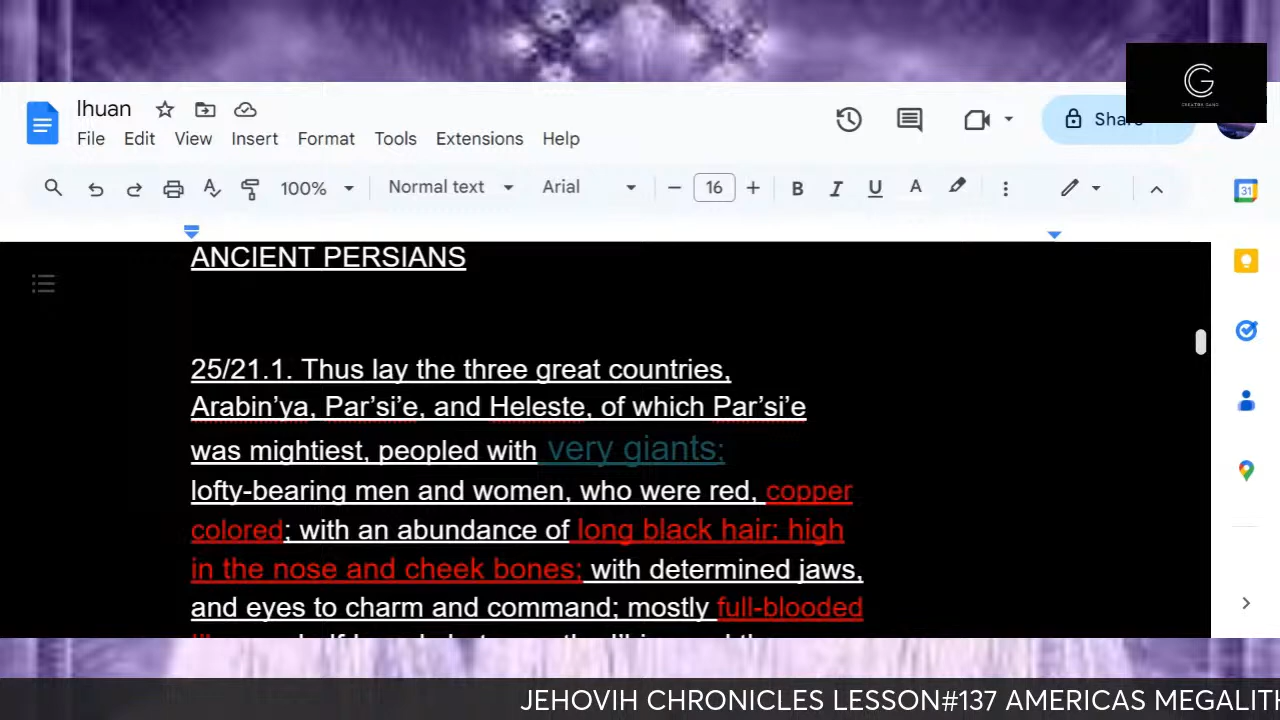 Ihuan
File Edit View Insert Format Tools Extensions Help
Share
100% Normal text Arial 16 B I U A
31
ANCIENT PERSIANS
25/21.1. Thus lay the three great countries,
Arabin’ya, Par’si’e, and Heleste, of which Par’si’e
was mightiest, peopled with very giants;
lofty-bearing men and women, who were red, copper
colored; with an abundance of long black hair; high
in the nose and cheek bones; with determined jaws,
and eyes to charm and command; mostly full-blooded
JEHOVIH CHRONICLES LESSON#137 AMERICAS MEGALITH